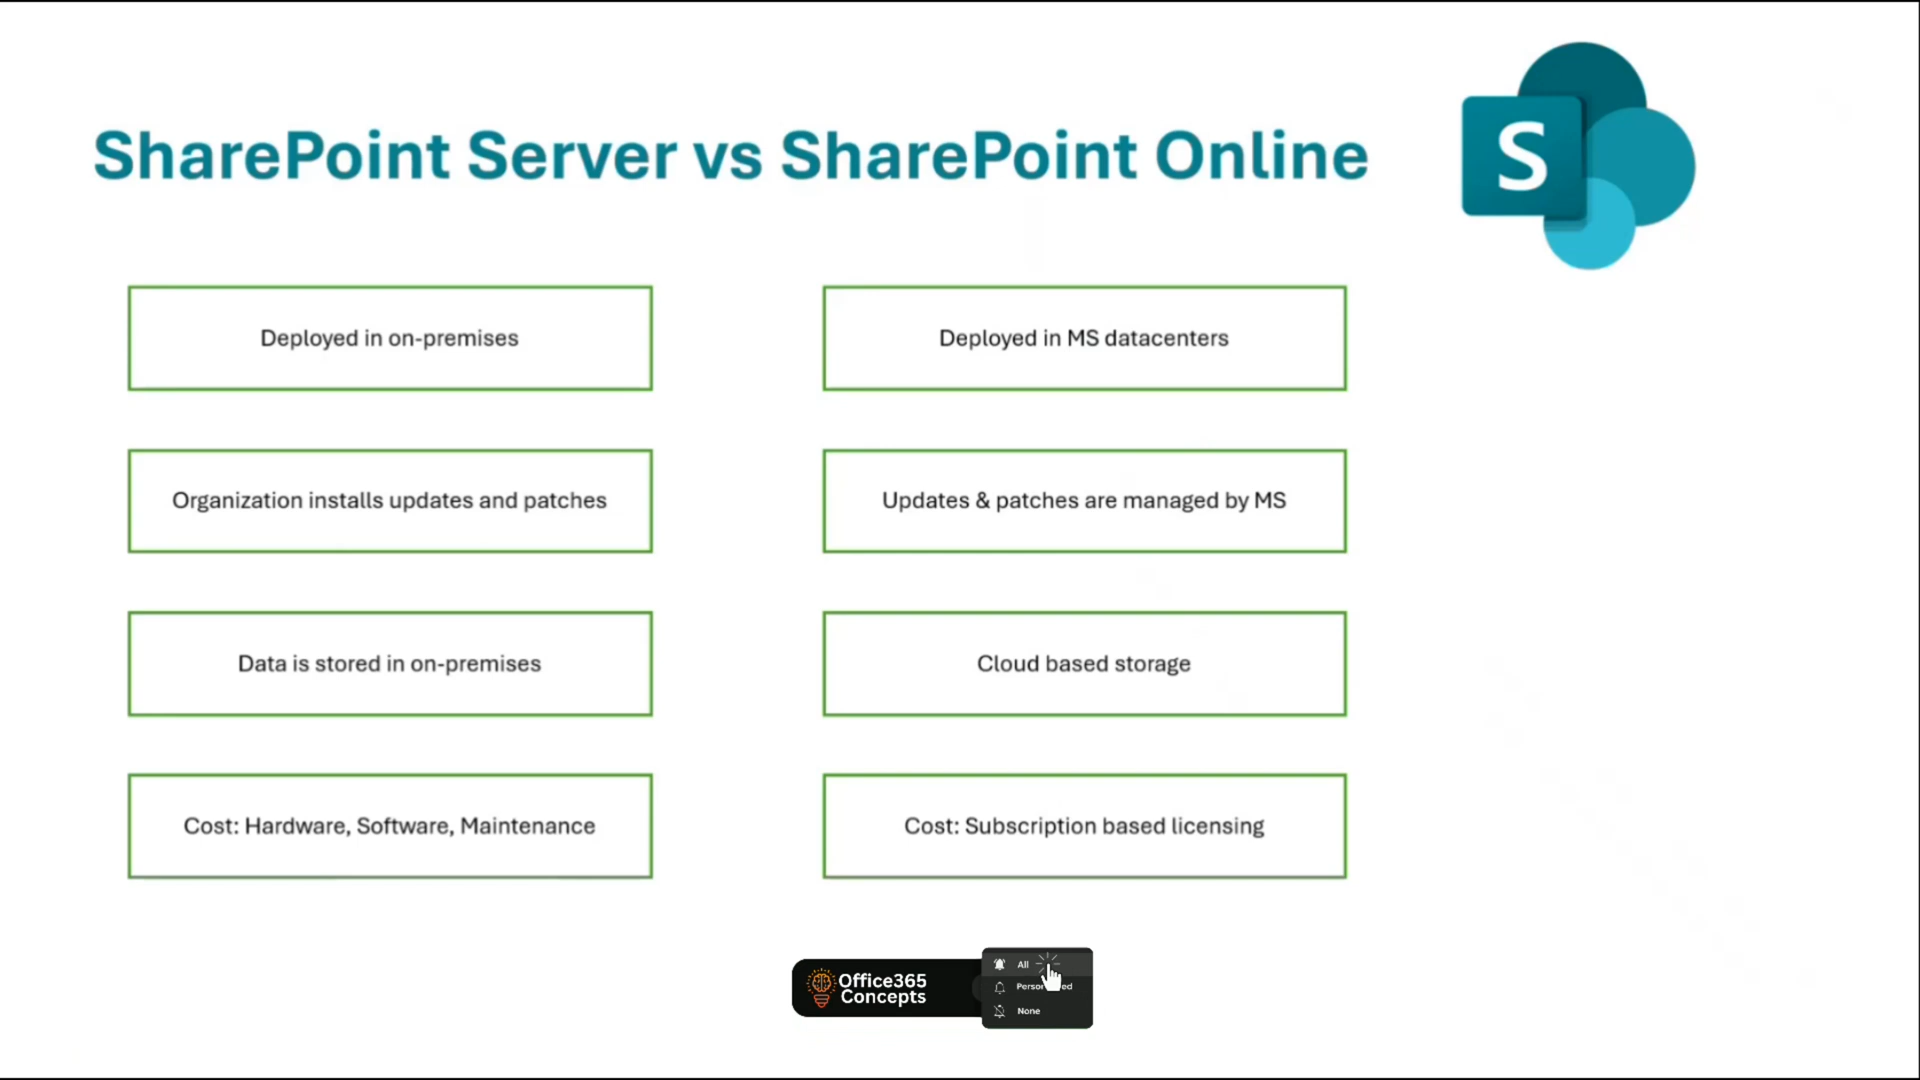 SharePoint Server vs SharePoint Online
S
Deployed in on-premises
Deployed in MS datacenters
Organization installs updates and patches
Updates & patches are managed by MS
Data is stored in on-premises
Cloud based storage
Cost: Hardware, Software, Maintenance
Cost: Subscription based licensing
Office365
Concepts
All
None